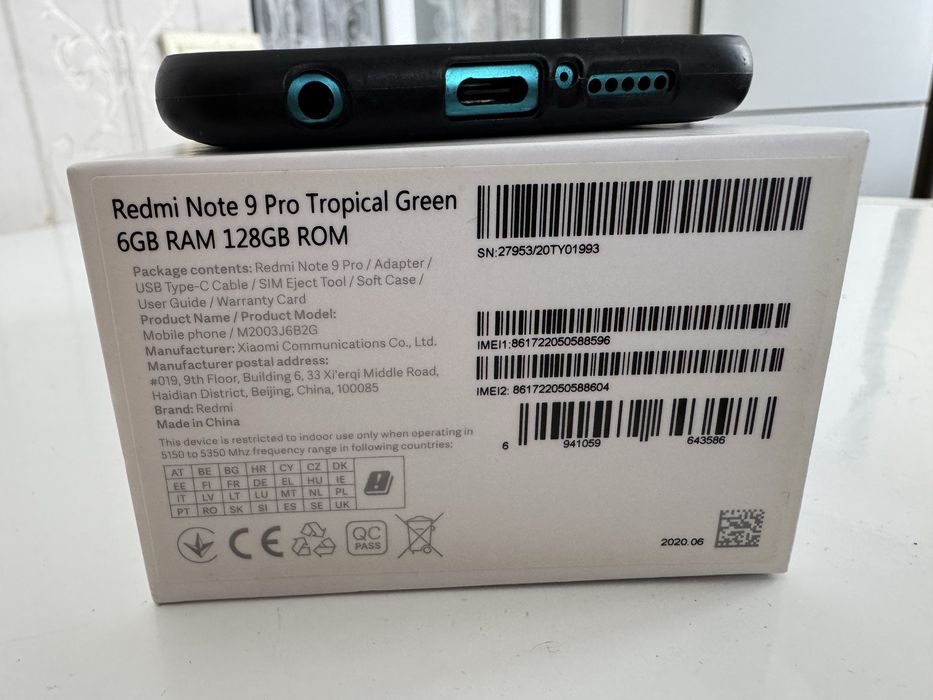 Redmi Note 9 Pro Tropical Green
6GB RAM 128GB ROM
Package contents: Redmi Note 9 Pro / Adapter /
USB Type-C Cable / SIM Eject Tool / Soft Case /
User Guide / Warranty Card
Product Name / Product Model:
Mobile phone / M2003J6B2G
Manufacturer: Xiaomi Communications Co., Ltd.
Manufacturer postal address:
#019, 9th Floor, Building 6, 33 Xi'erqi Middle Road,
Haidian District, Beijing, China, 100085
Brand: Redmi
Made in China
This device is restricted to indoor use only when operating in
5150 to 5350 Mhz frequency range in following countries:
AT BE BG HR CY CZ DK
EE FI FR DE EL HU IE
IT LV LT LU MT NL PL
PT RO SK SI ES SE UK
CE
QC
PASS
SN:27953/20TY01993
IMEI1:861722050588596
IMEI2: 861722050588604
6 941059 643586
2020.06